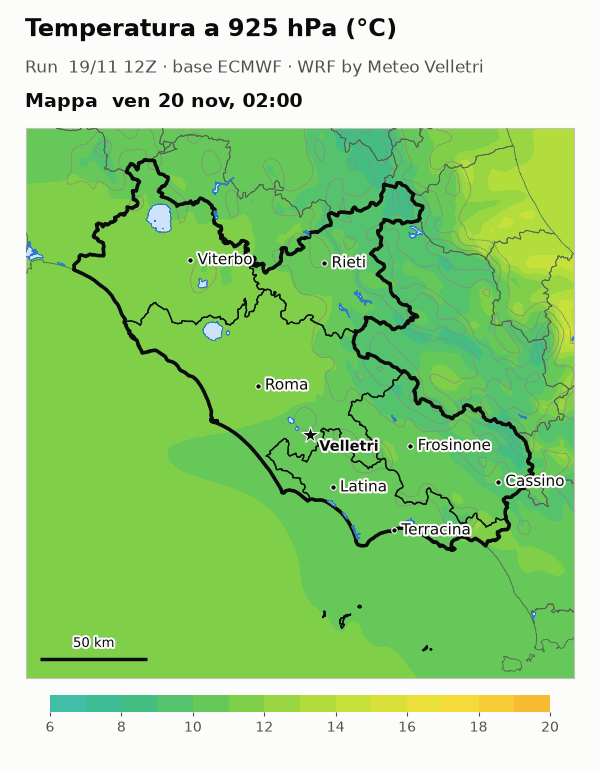 Temperatura a 925 hPa (°C)
Run  19/11 12Z · base ECMWF · WRF by Meteo Velletri
Mappa  ven 20 nov, 02:00
Viterbo
Rieti
Roma
Velletri
Frosinone
Cassino
Latina
Terracina
50 km
6 8 10 12 14 16 18 20